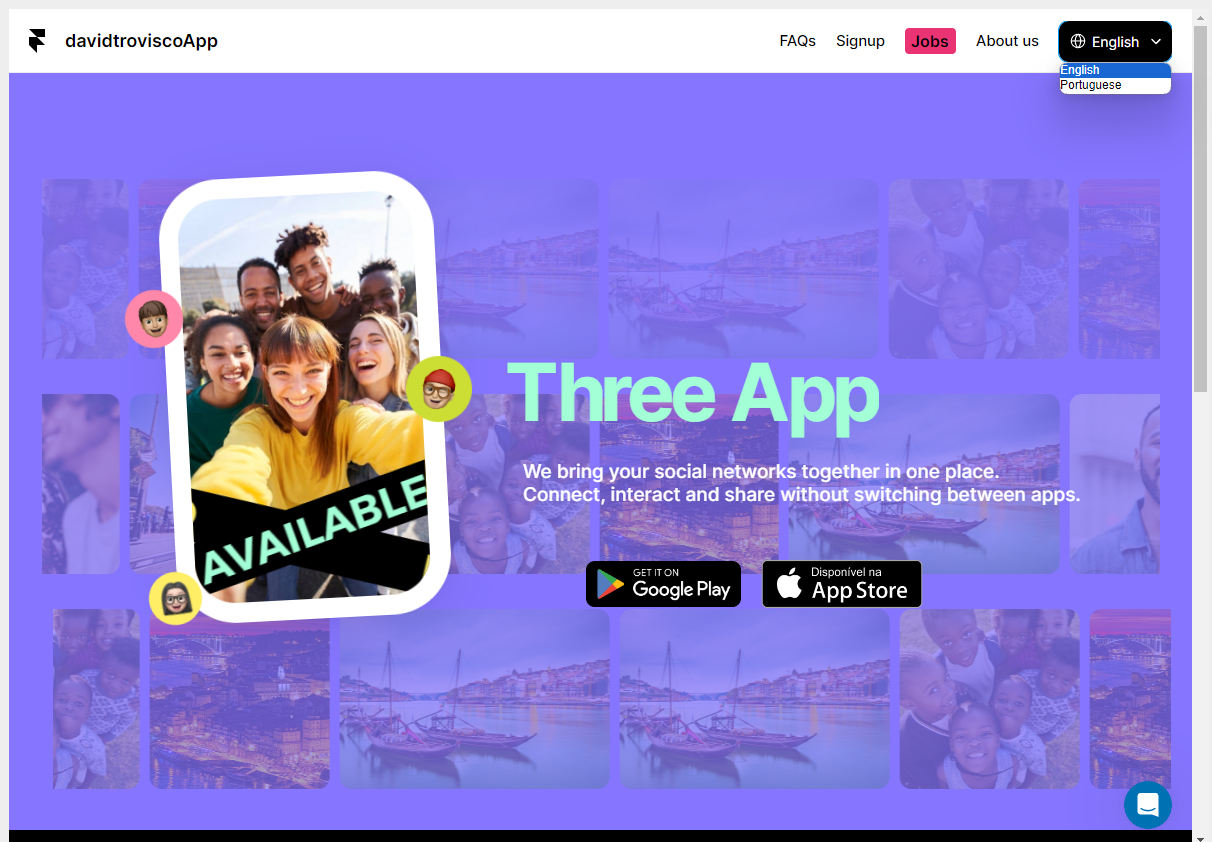 davidtroviscoApp
FAQs
Signup
Jobs
About us
English
English
Portuguese
AVAILABLE
Three App
We bring your social networks together in one place.
Connect, interact and share without switching between apps.
GET IT ON
Google Play
Disponível na
App Store